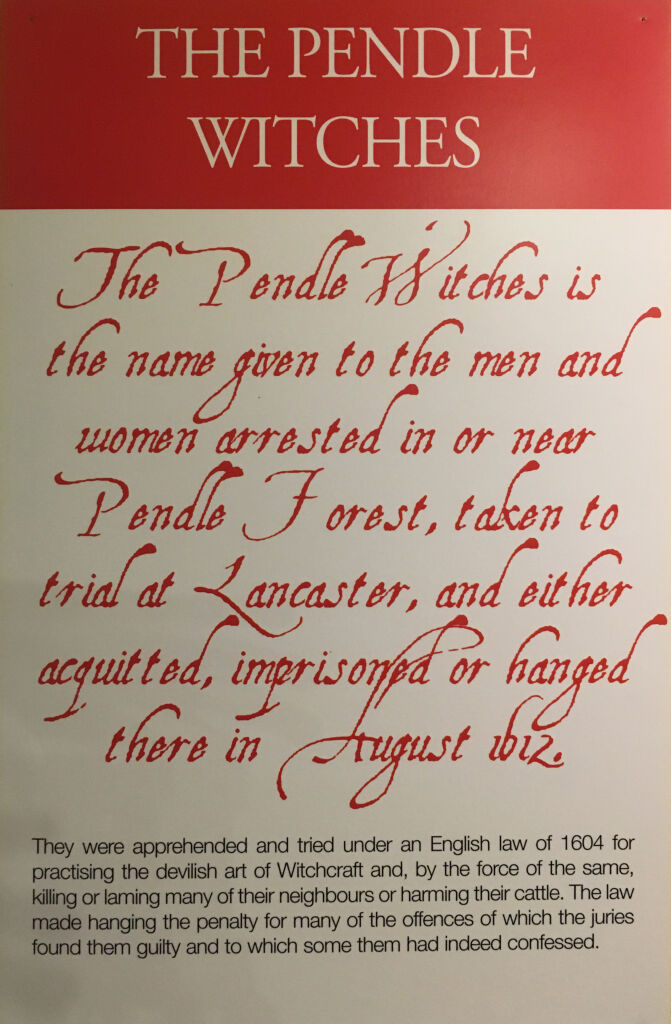 THE PENDLE
WITCHES
The Pendle Witches is
the name given to the men and
women arrested in or near
Pendle Forest, taken to
trial at Lancaster, and either
acquitted, imprisoned or hanged
there in August 1612.
They were apprehended and tried under an English law of 1604 for
practising the devilish art of Witchcraft and, by the force of the same,
killing or laming many of their neighbours or harming their cattle. The law
made hanging the penalty for many of the offences of which the juries
found them guilty and to which some them had indeed confessed.